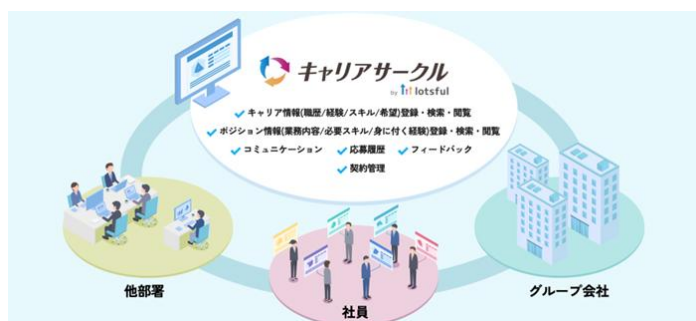 キャリアサークル
by lotsful
キャリア情報(職歴/経験/スキル/希望)登録・検索・閲覧
ポジション情報(業務内容/必要スキル/身に付く経験)登録・検索・閲覧
コミュニケーション 応募履歴 フィードバック
契約管理
他部署
社員
グループ会社